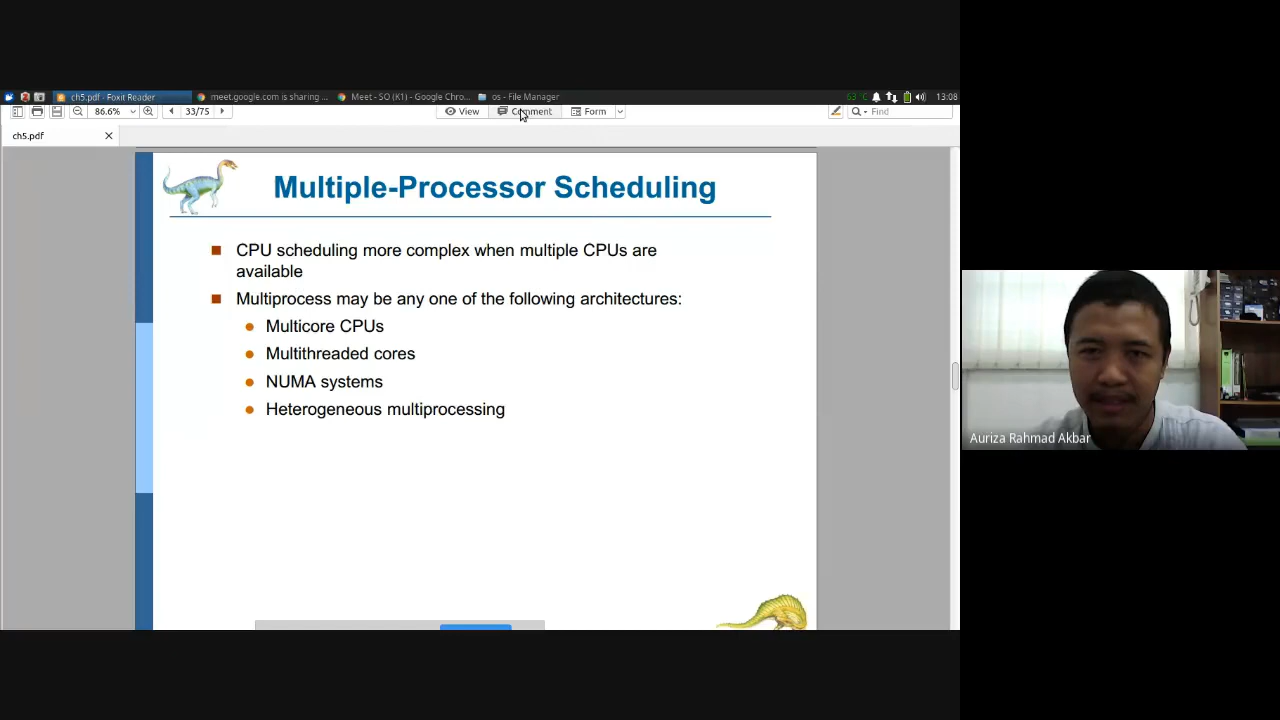 ch5.pdf - Foxit Reader
meet.google.com is sharing ...
Meet - SO (K1) - Google Chro...
os - File Manager
63 °C
13:08
86.6%
33/75
View
Comment
Form
Find
ch5.pdf
Multiple-Processor Scheduling
CPU scheduling more complex when multiple CPUs are
available
Multiprocess may be any one of the following architectures:
Multicore CPUs
Multithreaded cores
NUMA systems
Heterogeneous multiprocessing
Auriza Rahmad Akbar